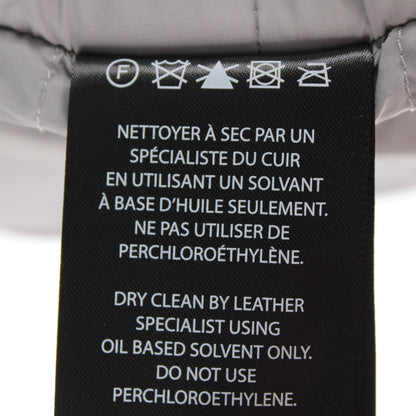 F
NETTOYER À SEC PAR UN
SPÉCIALISTE DU CUIR
EN UTILISANT UN SOLVANT
À BASE D'HUILE SEULEMENT.
NE PAS UTILISER DE
PERCHLOROÉTHYLÈNE.
DRY CLEAN BY LEATHER
SPECIALIST USING
OIL BASED SOLVENT ONLY.
DO NOT USE
PERCHLOROETHYLENE.